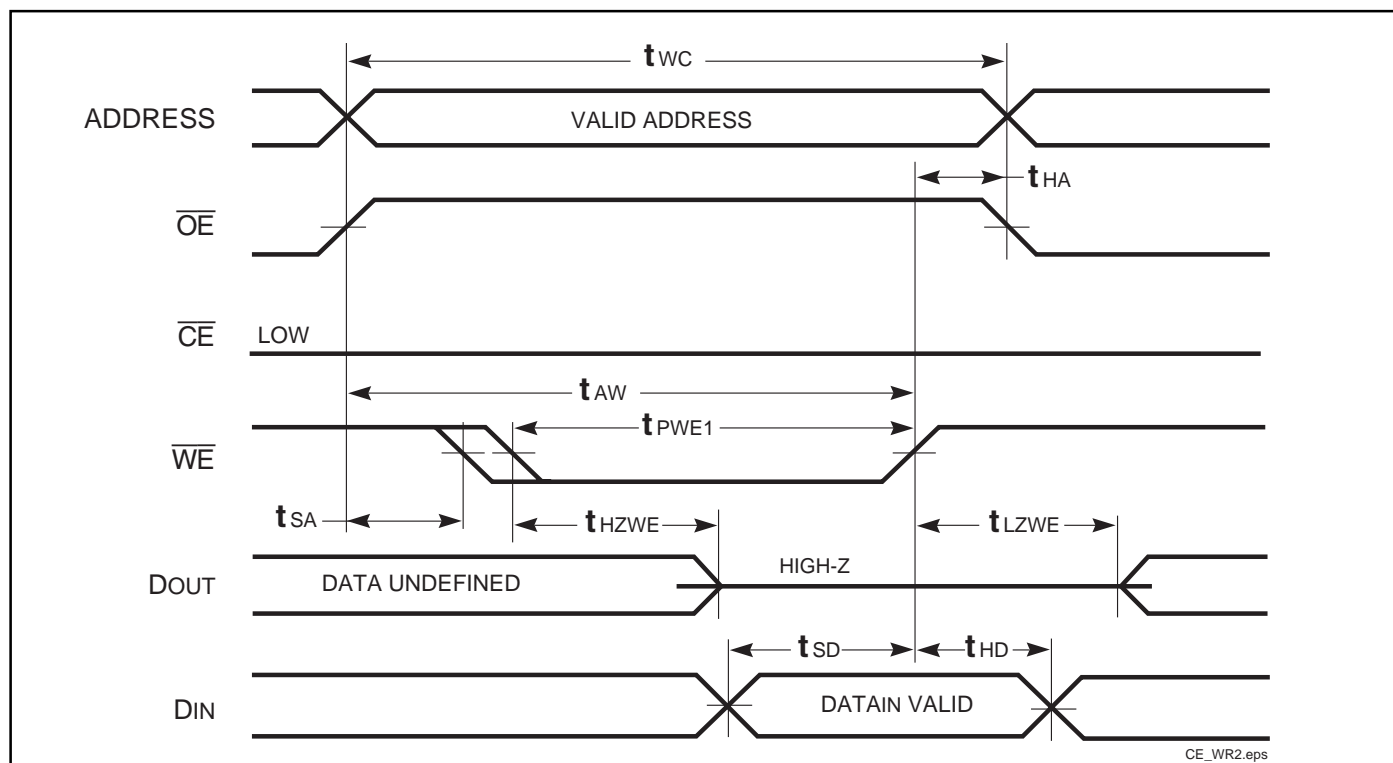 tWC
ADDRESS
VALID ADDRESS
tHA
OE
CE
LOW
tAW
tPWE1
WE
tSA
tHZWE
tLZWE
DOUT
DATA UNDEFINED
HIGH-Z
tSD
tHD
DIN
DATAIN VALID
CE_WR2.eps